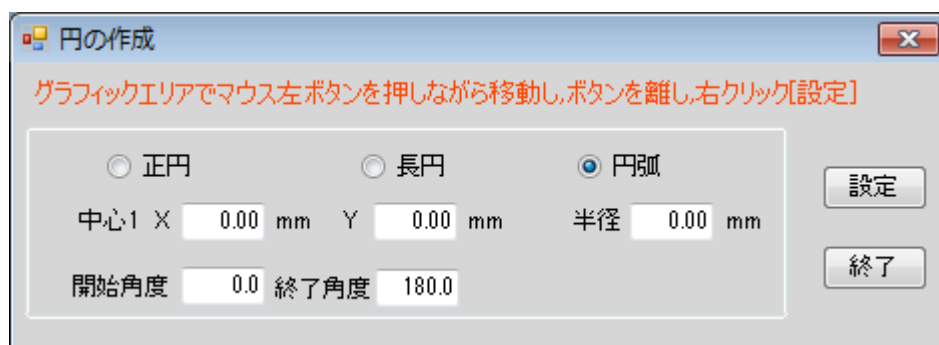 円の作成
グラフィックエリアでマウス左ボタンを押しながら移動し,ボタンを離し,右クリック[設定]
正円 長円 円弧
設定
中心1 X 0.00 mm Y 0.00 mm 半径 0.00 mm
終了
開始角度 0.0 終了角度 180.0